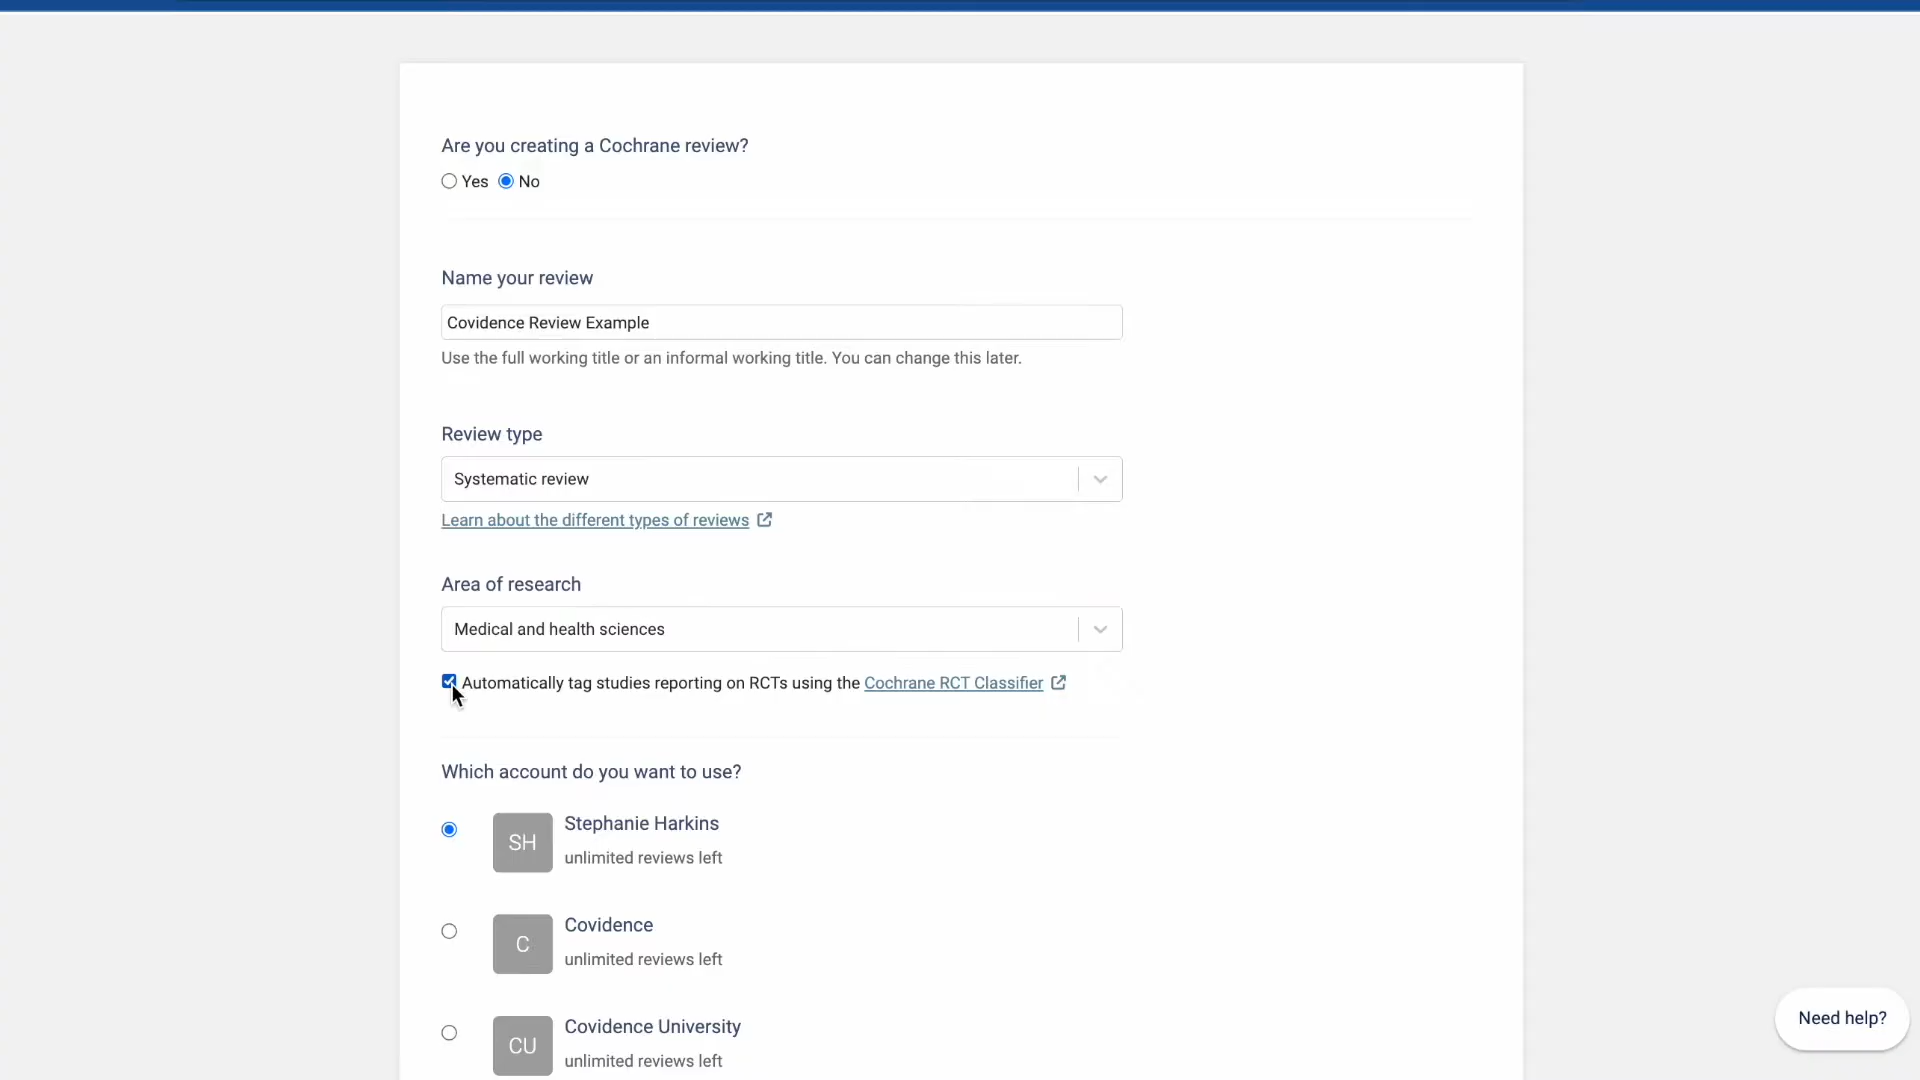 Are you creating a Cochrane review?
Yes No
Name your review
Covidence Review Example
Use the full working title or an informal working title. You can change this later.
Review type
Systematic review
Learn about the different types of reviews
Area of research
Medical and health sciences
Automatically tag studies reporting on RCTs using the Cochrane RCT Classifier
Which account do you want to use?
SH
Stephanie Harkins
unlimited reviews left
C
Covidence
unlimited reviews left
CU
Covidence University
unlimited reviews left
Need help?